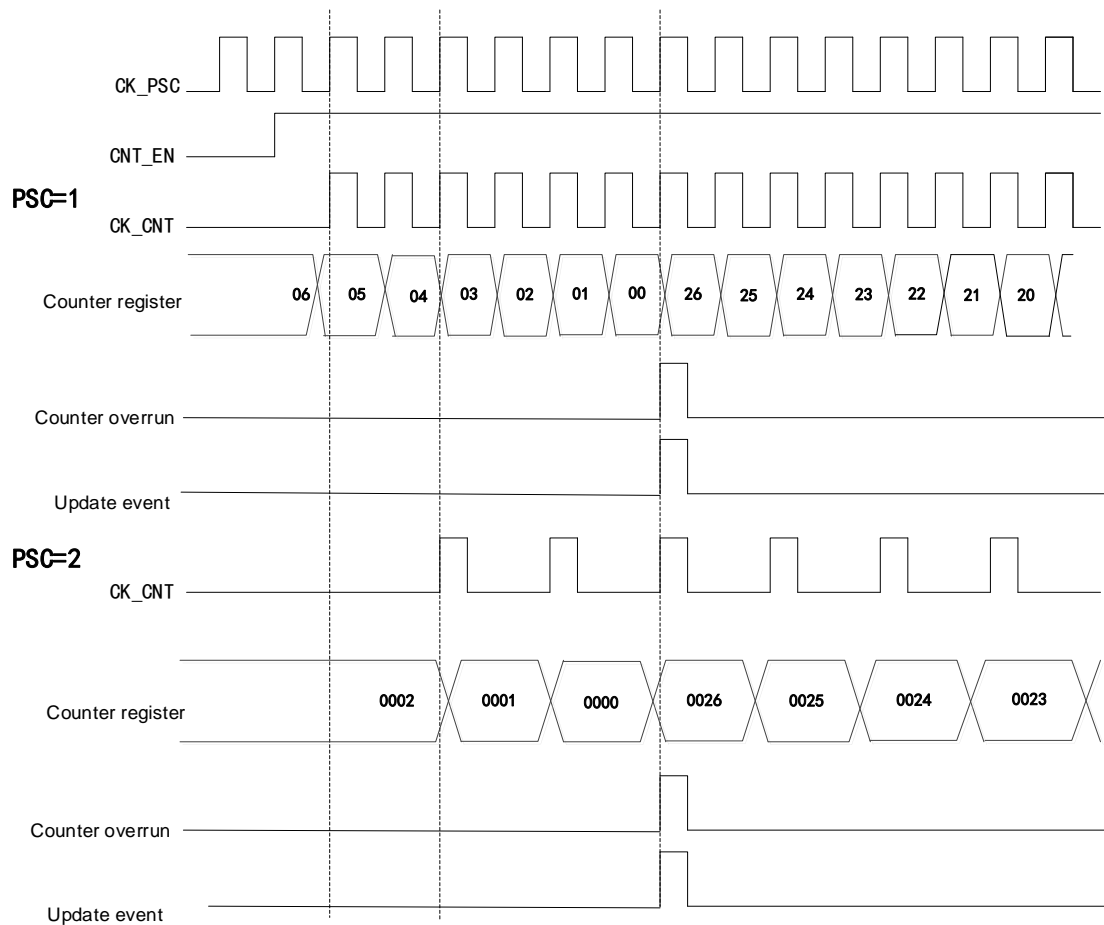 CK_PSC
CNT_EN
PSC=1
CK_CNT
Counter register 06 05 04 03 02 01 00 26 25 24 23 22 21 20
Counter overrun
Update event
PSC=2
CK_CNT
Counter register 0002 0001 0000 0026 0025 0024 0023
Counter overrun
Update event